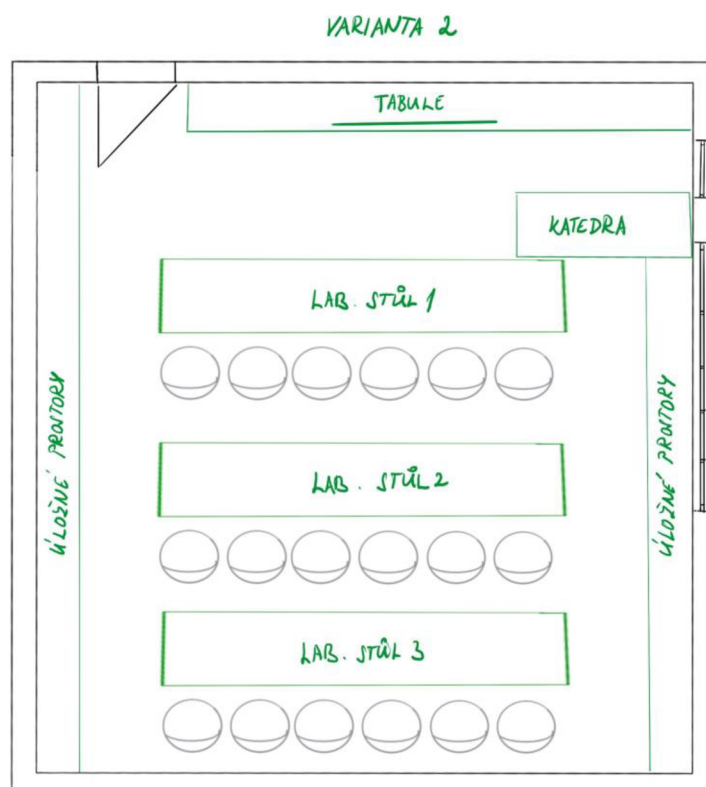 VARIANTA 2
TABULE
KATEDRA
LAB. STŮL 1
ÚLOŽNÉ PROSTORY
ÚLOŽNÉ PROSTORY
LAB. STŮL 2
LAB. STŮL 3